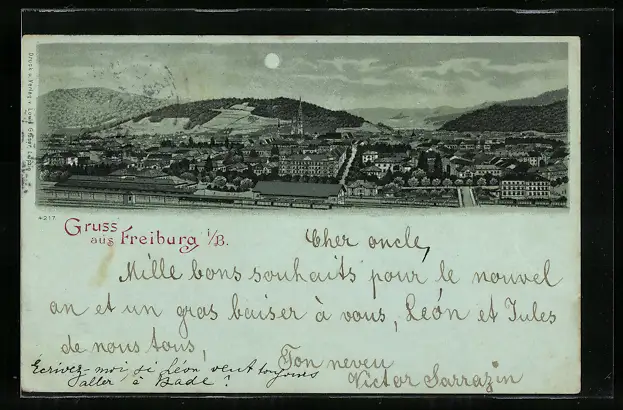 4217
Gruss
aus Freiburg i/B.
Cher oncle,
Mille bons souhaits pour le nouvel
an et un gros baiser à vous, Léon et Jules
de nous tous,
Ton neveu
Victor Sarrazin
Ecrivez-moi si Léon veut toujours
aller à Bade?